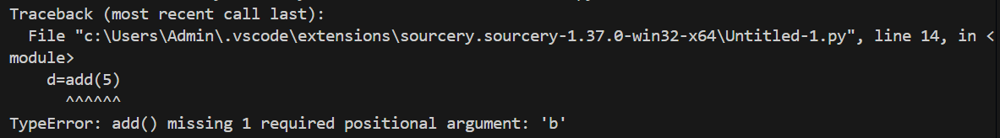 Traceback (most recent call last):
  File "c:\Users\Admin\.vscode\extensions\sourcery.sourcery-1.37.0-win32-x64\Untitled-1.py", line 14, in <
module>
    d=add(5)
      ^^^^^^
TypeError: add() missing 1 required positional argument: 'b'